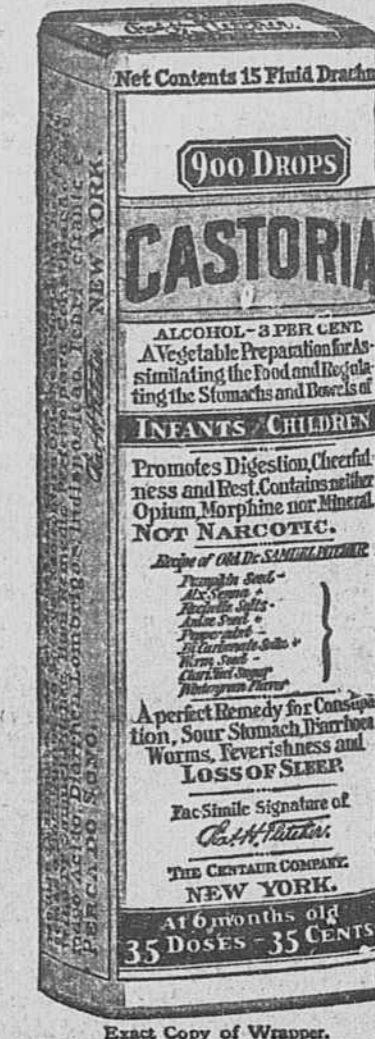 Chas. H. Fletcher.
Net Contents 15 Fluid Drachm
900 DROPS
CASTORIA
ALCOHOL-3 PER CENT.
A Vegetable Preparation for As-
similating the Food and Regula-
ting the Stomachs and Bowels of
INFANTS CHILDREN
Promotes Digestion, Cheerful-
ness and Rest. Contains neither
Opium, Morphine nor Mineral.
NOT NARCOTIC.
Recipe of Old Dr. SAMUEL PITCHER
Pumpkin Seed -
Alx. Senna +
Rochelle Salts -
Anise Seed +
Peppermint -
Bi Carbonate Soda +
Worm Seed -
Clarified Sugar
Wintergreen Flavor
A perfect Remedy for Constipa-
tion, Sour Stomach, Diarrhoea
Worms, Feverishness and
LOSS OF SLEEP.
Fac-Simile Signature of
Chas. H. Fletcher.
THE CENTAUR COMPANY.
NEW YORK.
At 6 months old
35 DOSES - 35 CENTS
Chas. H. Fletcher. NEW YORK.
Exact Copy of Wrapper.